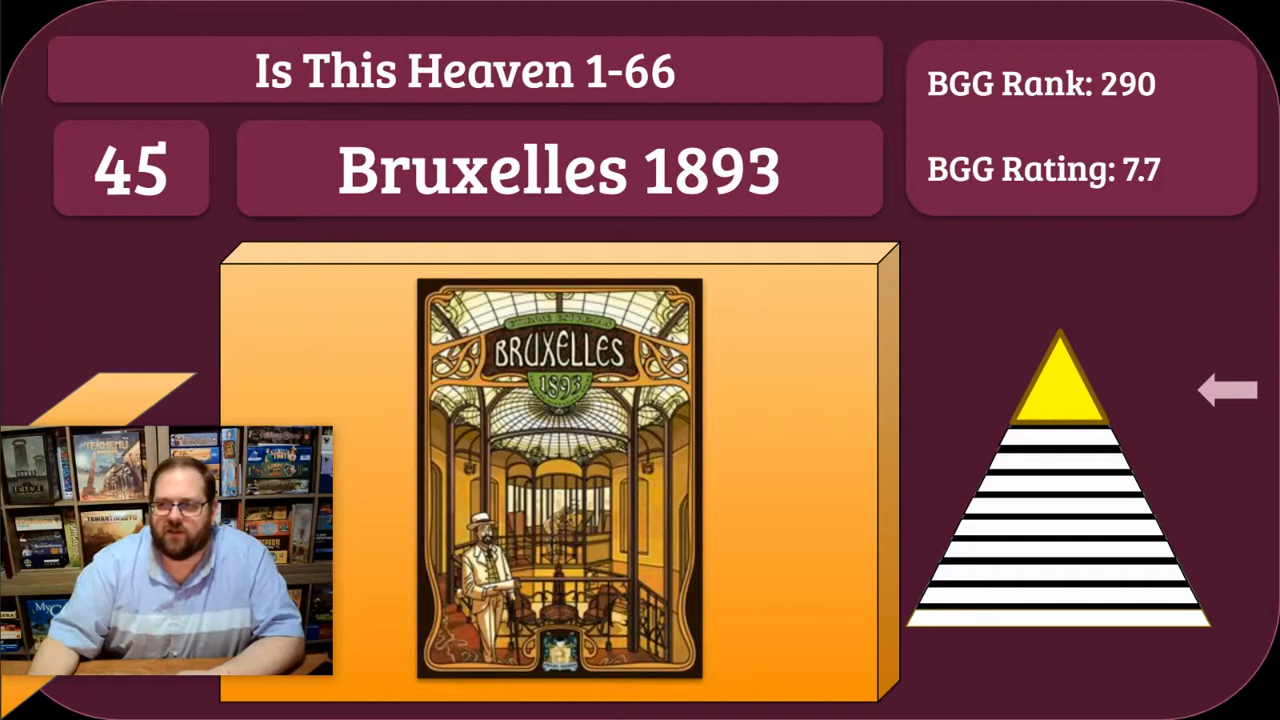 Is This Heaven 1-66
BGG Rank: 290
45
Bruxelles 1893
BGG Rating: 7.7
BRUXELLES
1893
TEKHENU
TAWANTINSUYU